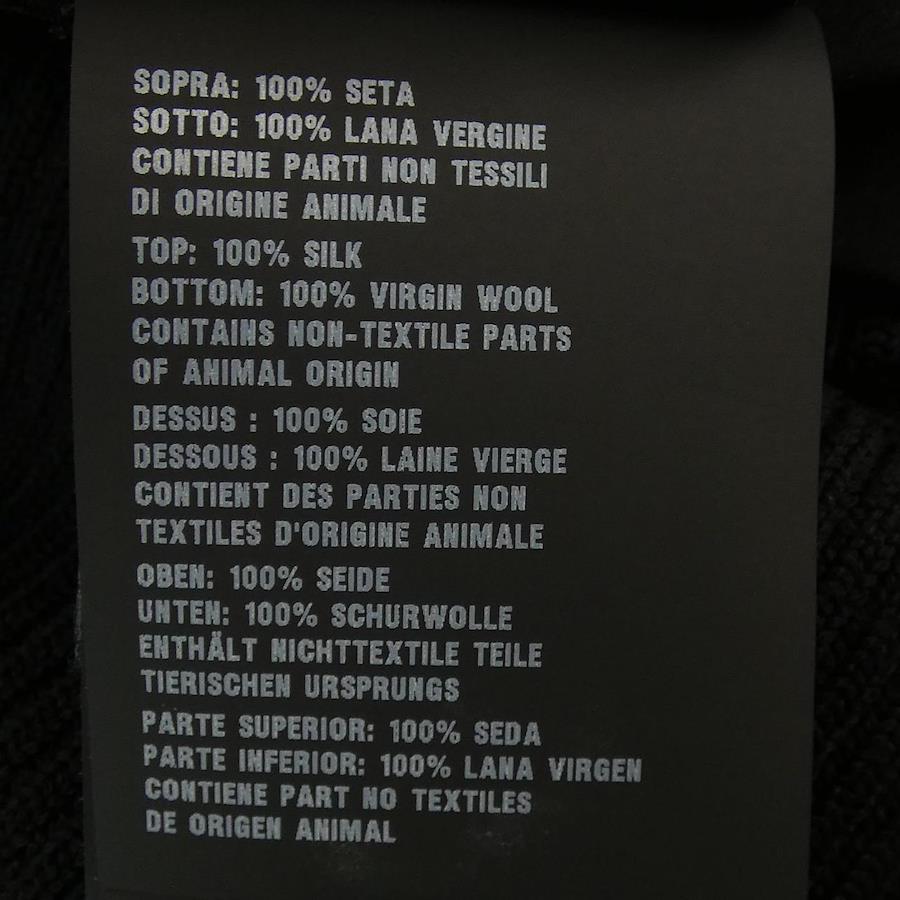 SOPRA: 100% SETA
SOTTO: 100% LANA VERGINE
CONTIENE PARTI NON TESSILI
DI ORIGINE ANIMALE
TOP: 100% SILK
BOTTOM: 100% VIRGIN WOOL
CONTAINS NON-TEXTILE PARTS
OF ANIMAL ORIGIN
DESSUS : 100% SOIE
DESSOUS : 100% LAINE VIERGE
CONTIENT DES PARTIES NON
TEXTILES D'ORIGINE ANIMALE
OBEN: 100% SEIDE
UNTEN: 100% SCHURWOLLE
ENTHÄLT NICHTTEXTILE TEILE
TIERISCHEN URSPRUNGS
PARTE SUPERIOR: 100% SEDA
PARTE INFERIOR: 100% LANA VIRGEN
CONTIENE PART NO TEXTILES
DE ORIGEN ANIMAL